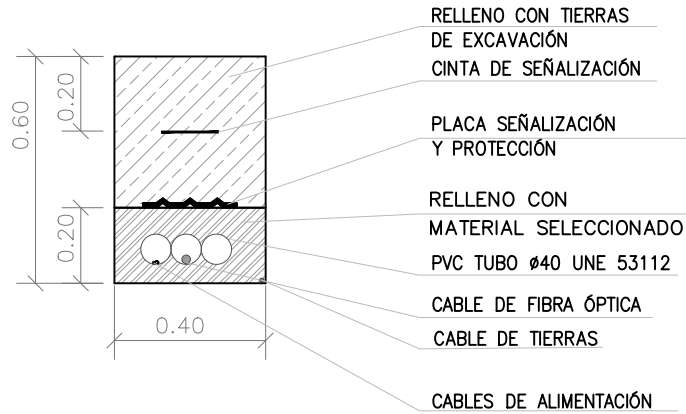 RELLENO CON TIERRAS
DE EXCAVACIÓN
CINTA DE SEÑALIZACIÓN
0.20
0.60
PLACA SEÑALIZACIÓN
Y PROTECCIÓN
RELLENO CON
MATERIAL SELECCIONADO
0.20
PVC TUBO ø40 UNE 53112
CABLE DE FIBRA ÓPTICA
0.40
CABLE DE TIERRAS
CABLES DE ALIMENTACIÓN